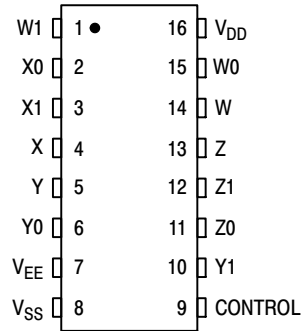 W1 1 16 VDD
X0 2 15 W0
X1 3 14 W
X 4 13 Z
Y 5 12 Z1
Y0 6 11 Z0
VEE 7 10 Y1
VSS 8 9 CONTROL